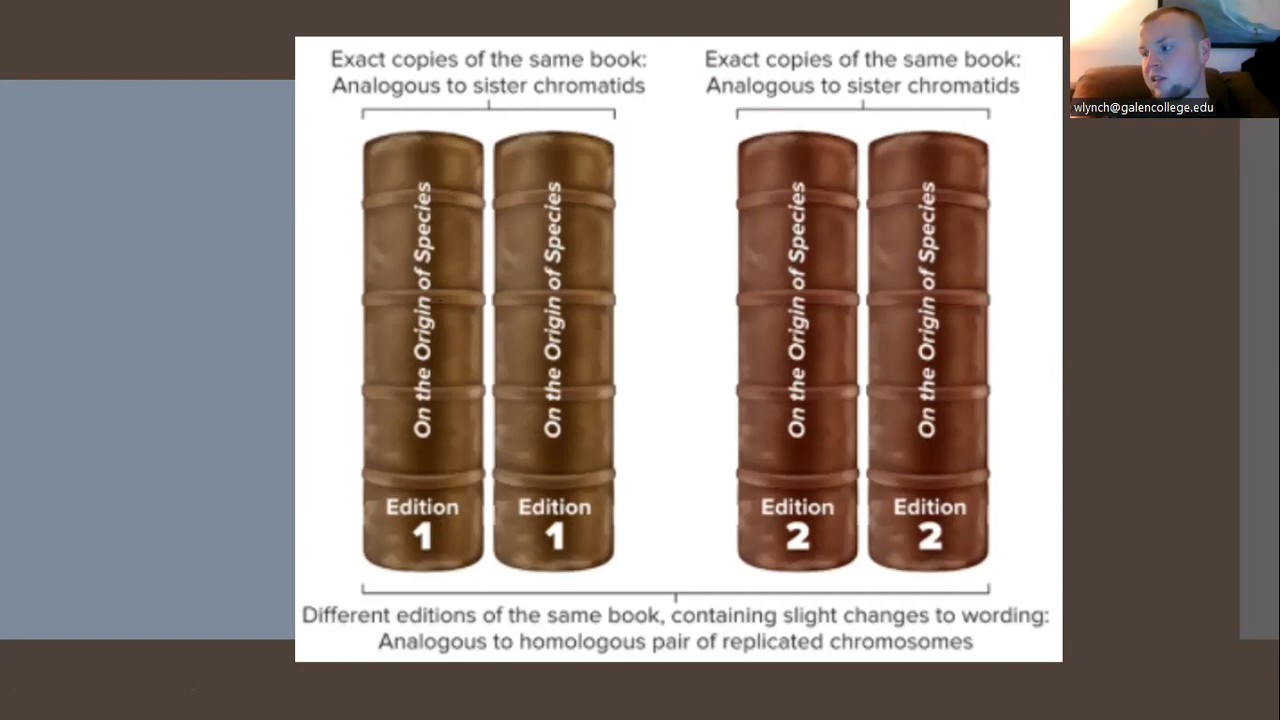 Exact copies of the same book:
Analogous to sister chromatids
Exact copies of the same book:
Analogous to sister chromatids
On the Origin of Species
On the Origin of Species
On the Origin of Species
On the Origin of Species
Edition
1
Edition
1
Edition
2
Edition
2
Different editions of the same book, containing slight changes to wording:
Analogous to homologous pair of replicated chromosomes
wlynch@galencollege.edu